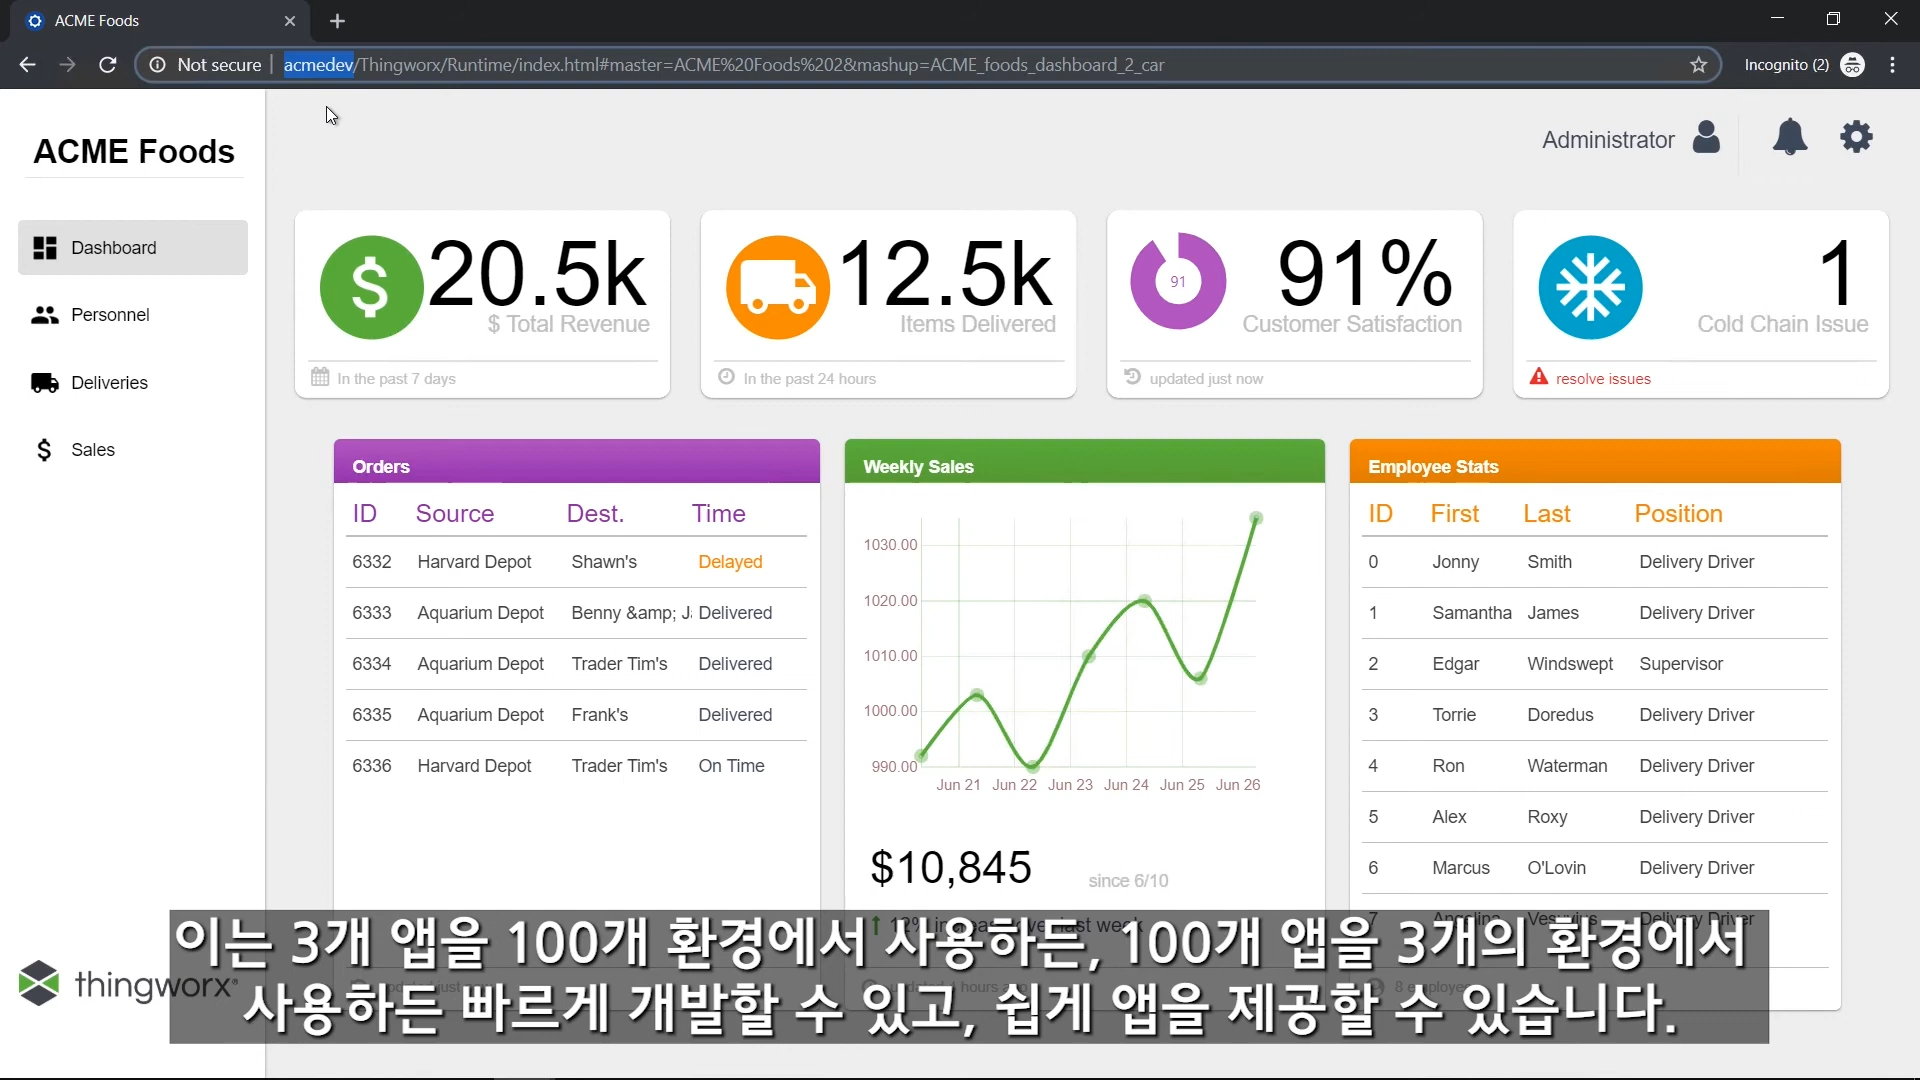 ACME Foods
Not secure | acmedev/Thingworx/Runtime/index.html#master=ACME%20Foods%202&mashup=ACME_foods_dashboard_2_car
Incognito (2)
ACME Foods
Administrator
Dashboard
Personnel
Deliveries
Sales
20.5k
$ Total Revenue
In the past 7 days
12.5k
Items Delivered
In the past 24 hours
91
91%
Customer Satisfaction
updated just now
1
Cold Chain Issue
resolve issues
Orders
ID Source Dest. Time
6332 Harvard Depot Shawn's Delayed
6333 Aquarium Depot Benny &amp; J Delivered
6334 Aquarium Depot Trader Tim's Delivered
6335 Aquarium Depot Frank's Delivered
6336 Harvard Depot Trader Tim's On Time
Weekly Sales
1030.00
1020.00
1010.00
1000.00
990.00
Jun 21 Jun 22 Jun 23 Jun 24 Jun 25 Jun 26
$10,845 since 6/10
12% increase over last week
Employee Stats
ID First Last Position
0 Jonny Smith Delivery Driver
1 Samantha James Delivery Driver
2 Edgar Windswept Supervisor
3 Torrie Doredus Delivery Driver
4 Ron Waterman Delivery Driver
5 Alex Roxy Delivery Driver
6 Marcus O'Lovin Delivery Driver
7 Angelina Vesuvius Delivery Driver
thingworx
이는 3개 앱을 100개 환경에서 사용하든, 100개 앱을 3개의 환경에서
사용하든 빠르게 개발할 수 있고, 쉽게 앱을 제공할 수 있습니다.